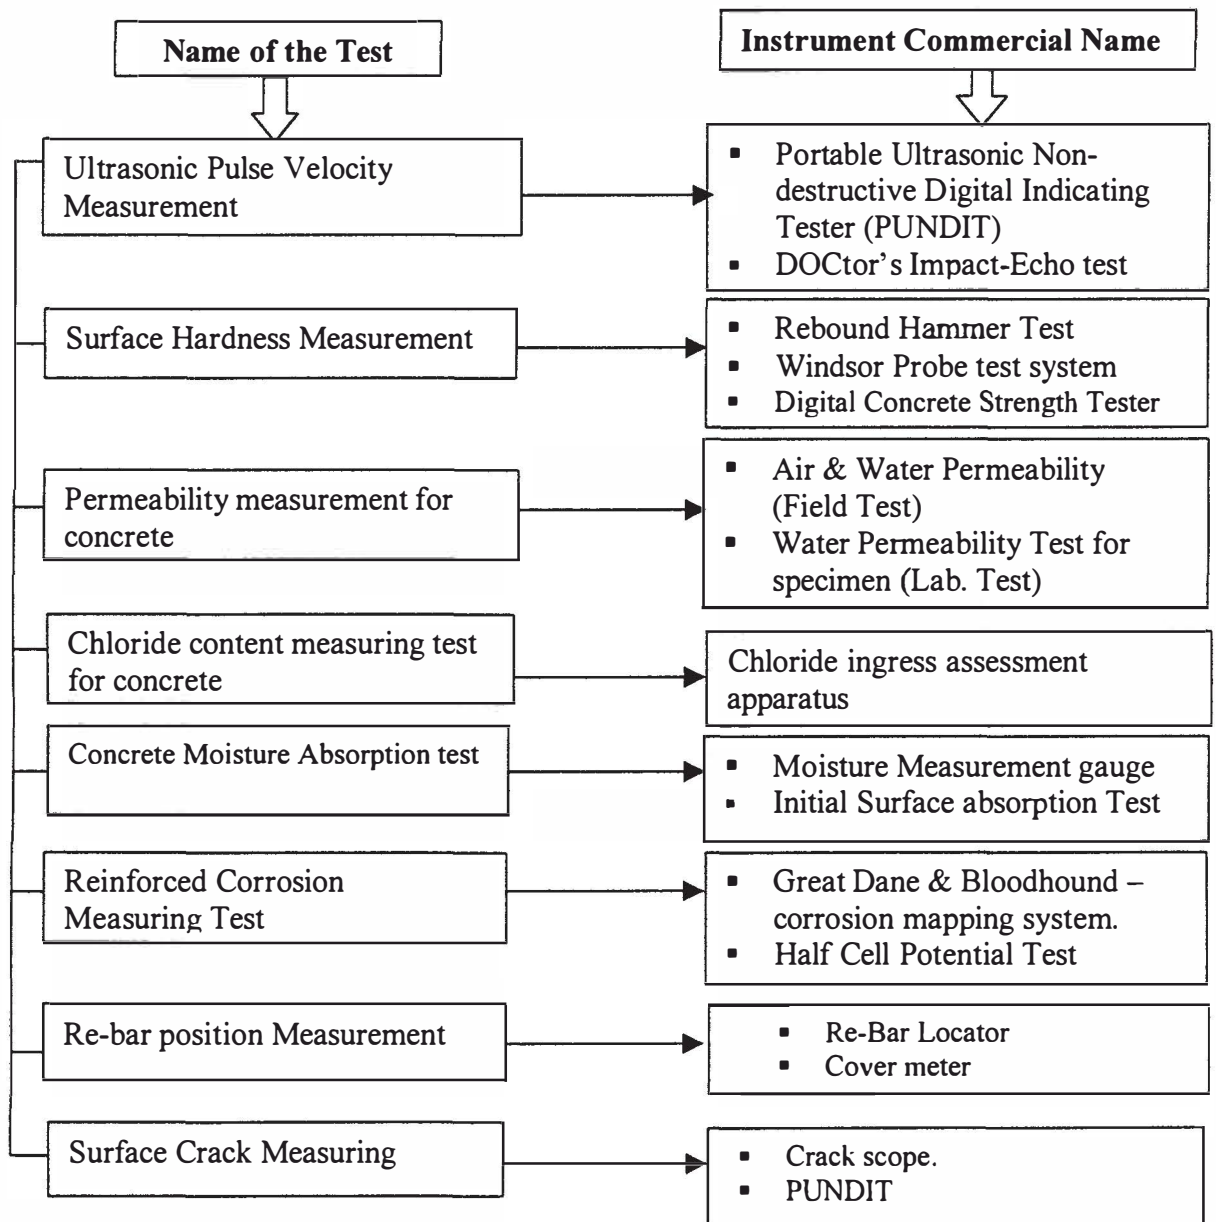 Name of the Test
Instrument Commercial Name
Ultrasonic Pulse Velocity
Measurement
▪ Portable Ultrasonic Non-
destructive Digital Indicating
Tester (PUNDIT)
▪ DOCtor's Impact-Echo test
Surface Hardness Measurement
▪ Rebound Hammer Test
▪ Windsor Probe test system
▪ Digital Concrete Strength Tester
Permeability measurement for
concrete
▪ Air & Water Permeability
(Field Test)
▪ Water Permeability Test for
specimen (Lab. Test)
Chloride content measuring test
for concrete
Chloride ingress assessment
apparatus
Concrete Moisture Absorption test
▪ Moisture Measurement gauge
▪ Initial Surface absorption Test
Reinforced Corrosion
Measuring Test
▪ Great Dane & Bloodhound –
corrosion mapping system.
▪ Half Cell Potential Test
Re-bar position Measurement
▪ Re-Bar Locator
▪ Cover meter
Surface Crack Measuring
▪ Crack scope.
▪ PUNDIT